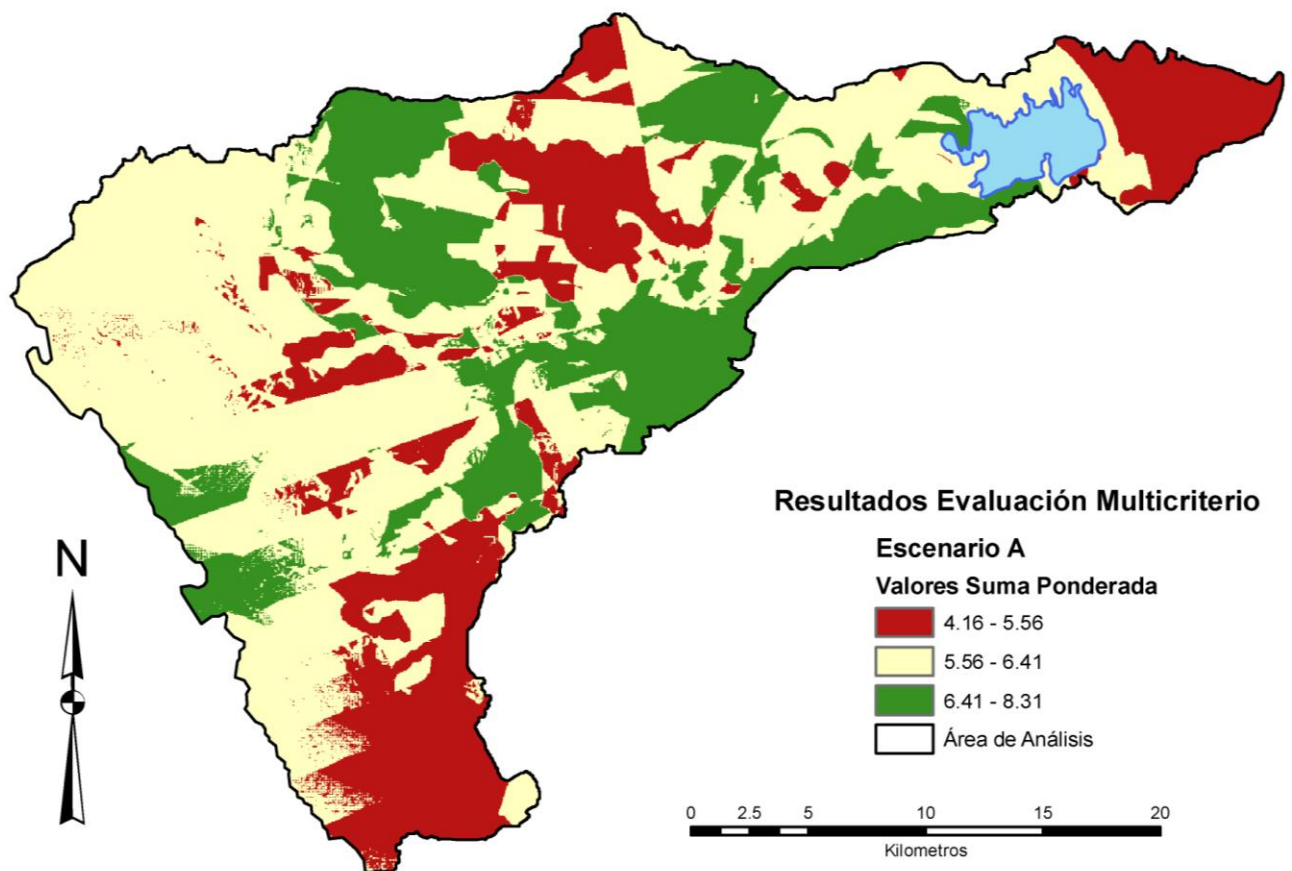 Resultados Evaluación Multicriterio
Escenario A
Valores Suma Ponderada
4.16 - 5.56
5.56 - 6.41
6.41 - 8.31
Área de Análisis
N
0 2.5 5 10 15 20
Kilometros